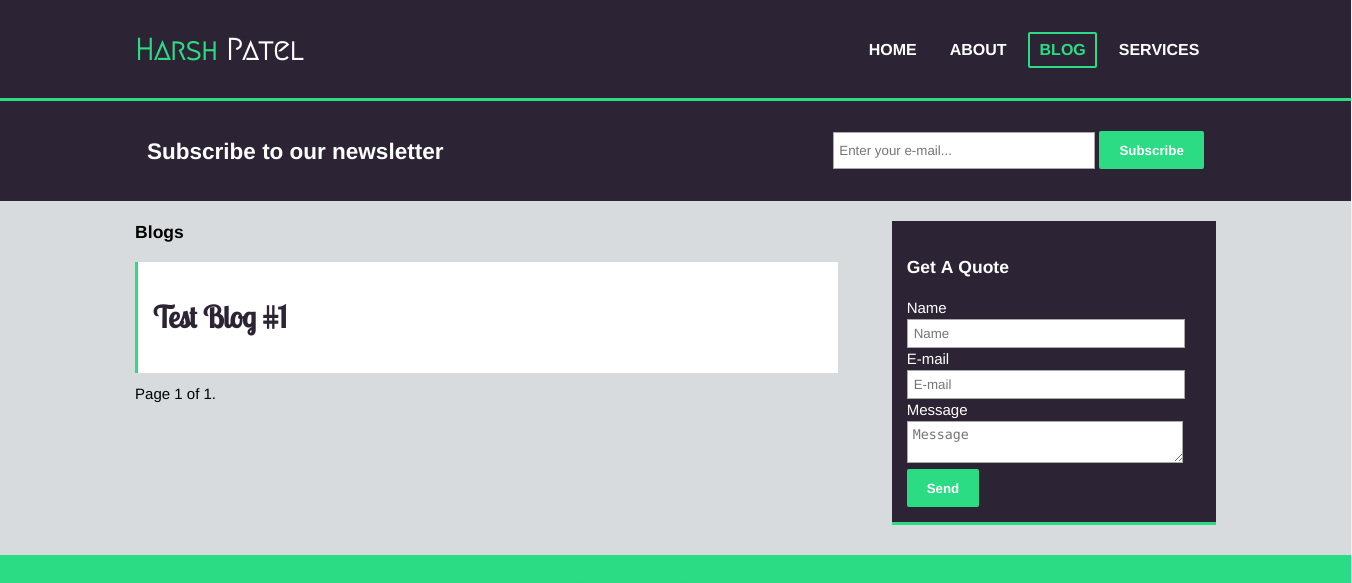 HARSH PATEL
HOME ABOUT BLOG SERVICES
Subscribe to our newsletter
Enter your e-mail... Subscribe
Blogs
Test Blog #1
Page 1 of 1.
Get A Quote
Name
Name
E-mail
E-mail
Message
Message
Send